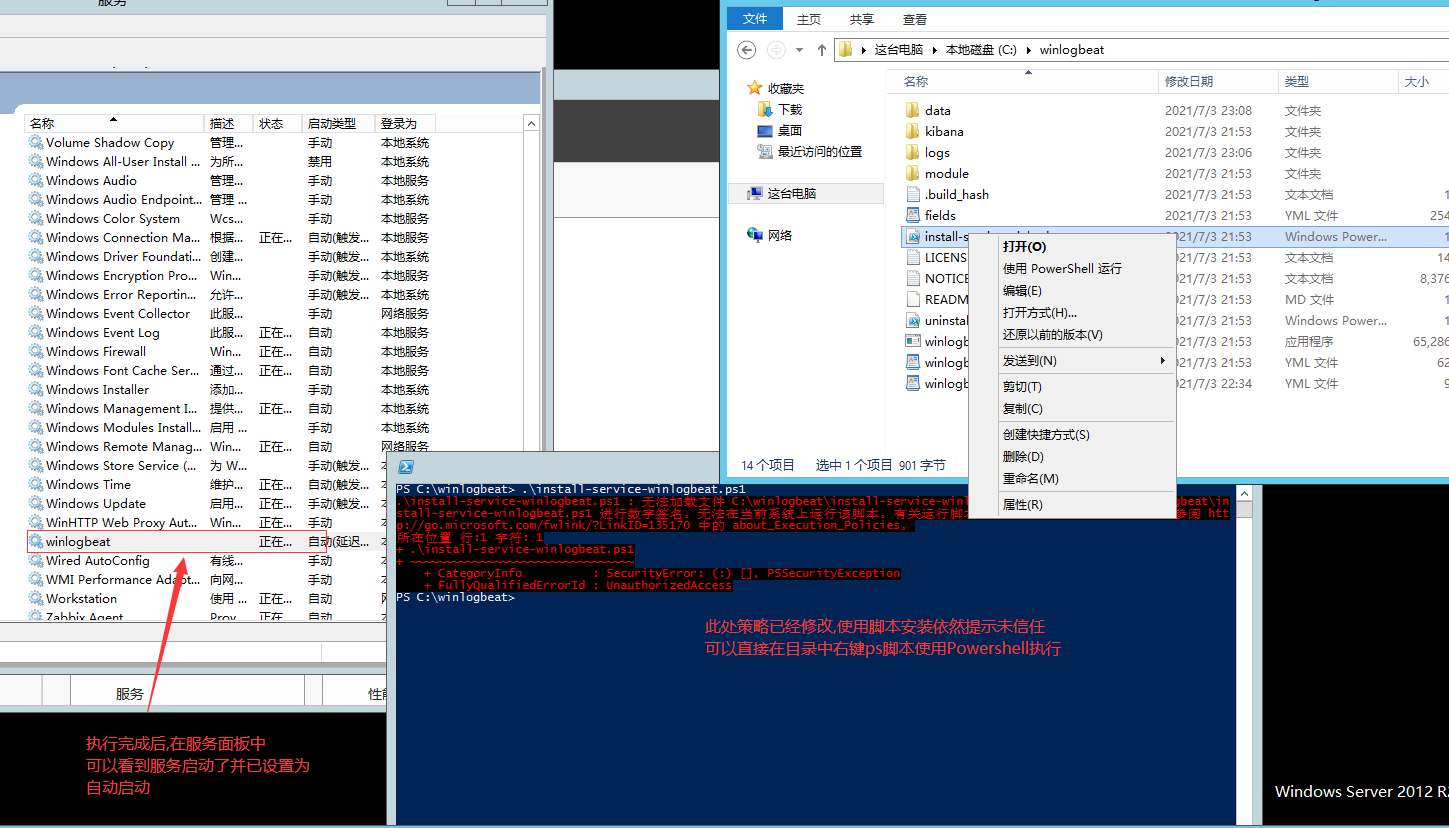 服务
名称 描述 状态 启动类型 登录为
Volume Shadow Copy 管理... 手动 本地系统
Windows All-User Install ... 为所... 禁用 本地系统
Windows Audio 管理... 手动 本地服务
Windows Audio Endpoint... 管理 ... 手动 本地系统
Windows Color System Wcs... 手动 本地服务
Windows Connection Ma... 根据... 正在... 自动(触发... 本地服务
Windows Driver Foundati... 创建... 手动(触发... 本地系统
Windows Encryption Pro... Win... 手动(触发... 本地服务
Windows Error Reportin... 允许... 手动(触发... 本地系统
Windows Event Collector 此服... 手动 网络服务
Windows Event Log 此服... 正在... 自动 本地服务
Windows Firewall Win... 正在... 自动 本地服务
Windows Font Cache Ser... 通过... 正在... 自动 本地服务
Windows Installer 添加... 手动 本地系统
Windows Management I... 提供... 正在... 自动 本地系统
Windows Modules Install... 启用 ... 手动 本地系统
Windows Remote Manag... Win... 正在... 自动 网络服务
Windows Store Service (... 为 W... 手动(触发...
Windows Time 维护... 正在... 自动(触发...
Windows Update 启用... 正在... 手动(触发...
WinHTTP Web Proxy Aut... Win... 正在... 手动
winlogbeat 正在... 自动(延迟...
Wired AutoConfig 有线... 手动
WMI Performance Adapt... 向网... 手动
Workstation 使用 ... 正在... 自动
Zabbix Agent Prov... 正在... 自动
服务
执行完成后,在服务面板中
可以看到服务启动了并已设置为
自动启动
文件 主页 共享 查看
这台电脑 本地磁盘 (C:) winlogbeat
收藏夹
下载
桌面
最近访问的位置
这台电脑
网络
名称 修改日期 类型 大小
data 2021/7/3 23:08 文件夹
kibana 2021/7/3 21:53 文件夹
logs 2021/7/3 23:06 文件夹
module 2021/7/3 21:53 文件夹
.build_hash 2021/7/3 21:53 文本文档 1
fields 2021/7/3 21:53 YML 文件 254
install-s 2021/7/3 21:53 Windows Power... 1
LICENS 21/7/3 21:53 文本文档 14
NOTICE 21/7/3 21:53 文本文档 8,376
READM 21/7/3 21:53 MD 文件 1
uninstal 21/7/3 21:53 Windows Power... 1
winlogb 21/7/3 21:53 应用程序 65,286
winlogb 21/7/3 21:53 YML 文件 62
winlogb 21/7/3 22:34 YML 文件 9
14 个项目 选中 1 个项目 901 字节
打开(O)
使用 PowerShell 运行
编辑(E)
打开方式(H)...
还原以前的版本(V)
发送到(N)
剪切(T)
复制(C)
创建快捷方式(S)
删除(D)
重命名(M)
属性(R)
PS C:\winlogbeat> .\install-service-winlogbeat.ps1
.\install-service-winlogbeat.ps1 : 无法加载文件 C:\winlogbeat\install-service-winl gbeat\in
stall-service-winlogbeat.ps1 进行数字签名。无法在当前系统上运行该脚本。有关运行脚 参阅 htt
p://go.microsoft.com/fwlink/?LinkID=135170 中的 about_Execution_Policies。
所在位置 行:1 字符: 1
+ .\install-service-winlogbeat.ps1
+ ~~~~~~~~~~~~~~~~~~~~~~~~~~~~~~~~
+ CategoryInfo : SecurityError: (:) [], PSSecurityException
+ FullyQualifiedErrorId : UnauthorizedAccess
PS C:\winlogbeat>
此处策略已经修改,使用脚本安装依然提示未信任
可以直接在目录中右键ps脚本使用Powershell执行
Windows Server 2012 R